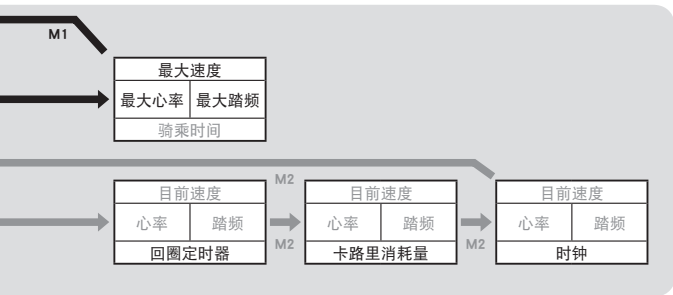 M1
最大速度
最大心率 最大踏频
骑乘时间
M2
目前速度 目前速度 目前速度
心率 踏频 心率 踏频 心率 踏频
M2 M2
回圈定时器 卡路里消耗量 时钟